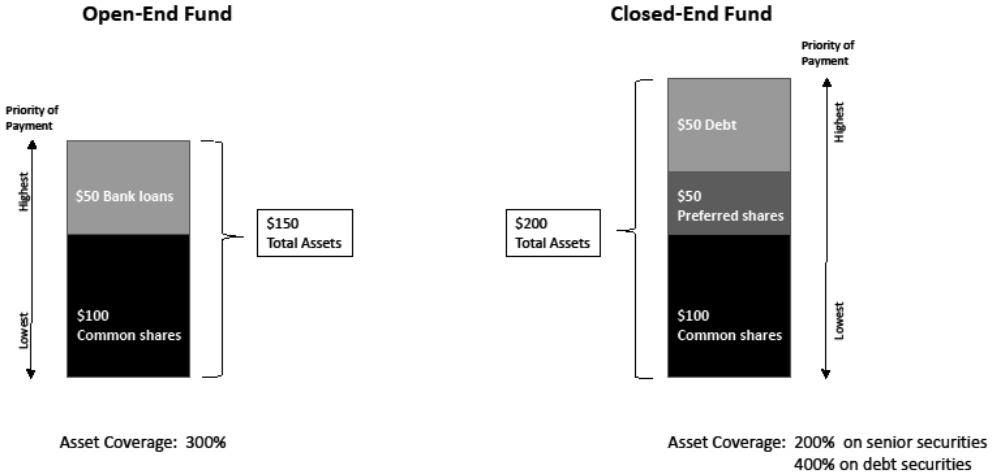 Open-End Fund
Priority of
Payment
Highest
Lowest
$50 Bank loans
$100
Common shares
$150
Total Assets
Asset Coverage: 300%
Closed-End Fund
Priority of
Payment
Highest
Lowest
$50 Debt
$50
Preferred shares
$100
Common shares
$200
Total Assets
Asset Coverage: 200% on senior securities
400% on debt securities